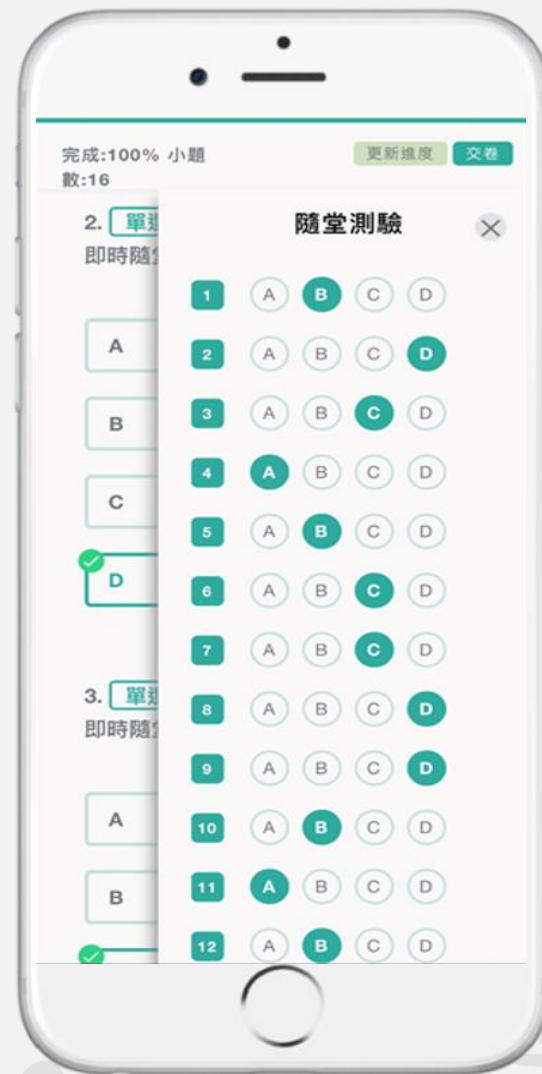 完成:100% 小題
數:16
更新進度
交卷
2. 單
即時隨
A
B
C
D
3. 單
即時隨
A
B
隨堂測驗
1 A B C D
2 A B C D
3 A B C D
4 A B C D
5 A B C D
6 A B C D
7 A B C D
8 A B C D
9 A B C D
10 A B C D
11 A B C D
12 A B C D